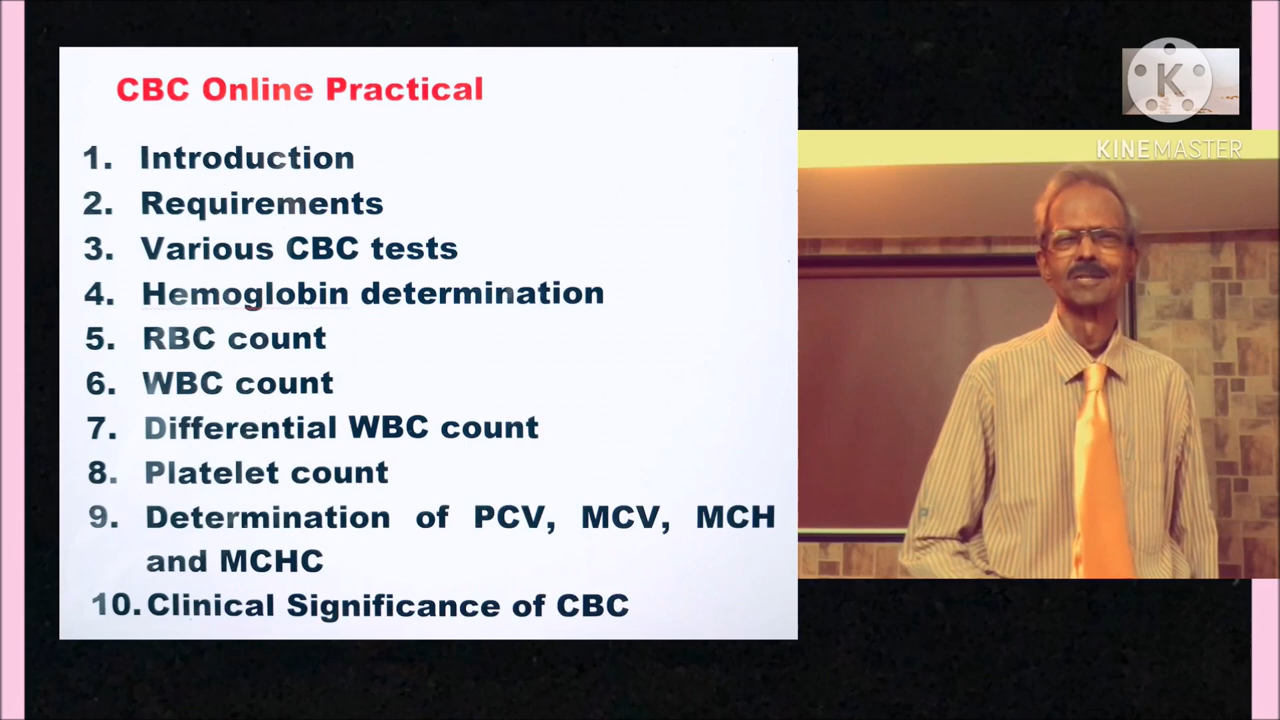 CBC Online Practical
1. Introduction
2. Requirements
3. Various CBC tests
4. Hemoglobin determination
5. RBC count
6. WBC count
7. Differential WBC count
8. Platelet count
9. Determination of PCV, MCV, MCH
and MCHC
10. Clinical Significance of CBC
K
KINEMASTER